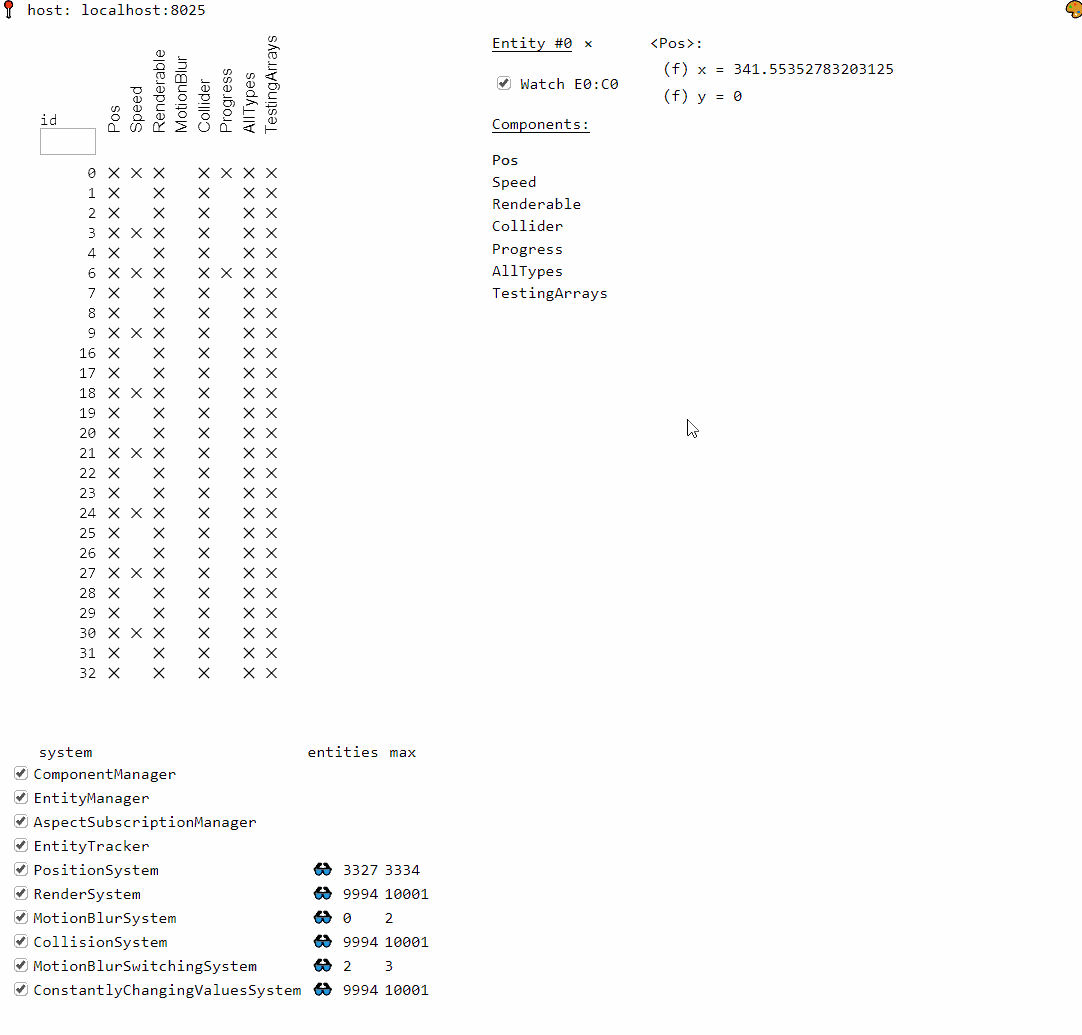 host: localhost:8025
id Pos Speed Renderable MotionBlur Collider Progress AllTypes TestingArrays
0 X X X X X X X
1 X X X X X
2 X X X X X
3 X X X X X X
4 X X X X X
6 X X X X X X X
7 X X X X X
8 X X X X X
9 X X X X X X
16 X X X X X
17 X X X X X
18 X X X X X X
19 X X X X X
20 X X X X X
21 X X X X X X
22 X X X X X
23 X X X X X
24 X X X X X X
25 X X X X X
26 X X X X X
27 X X X X X X
28 X X X X X
29 X X X X X
30 X X X X X X
31 X X X X X
32 X X X X X
Entity #0 ×
Watch E0:C0
Components:
Pos
Speed
Renderable
Collider
Progress
AllTypes
TestingArrays
<Pos>:
(f) x = 341.55352783203125
(f) y = 0
system entities max
ComponentManager
EntityManager
AspectSubscriptionManager
EntityTracker
PositionSystem 3327 3334
RenderSystem 9994 10001
MotionBlurSystem 0 2
CollisionSystem 9994 10001
MotionBlurSwitchingSystem 2 3
ConstantlyChangingValuesSystem 9994 10001